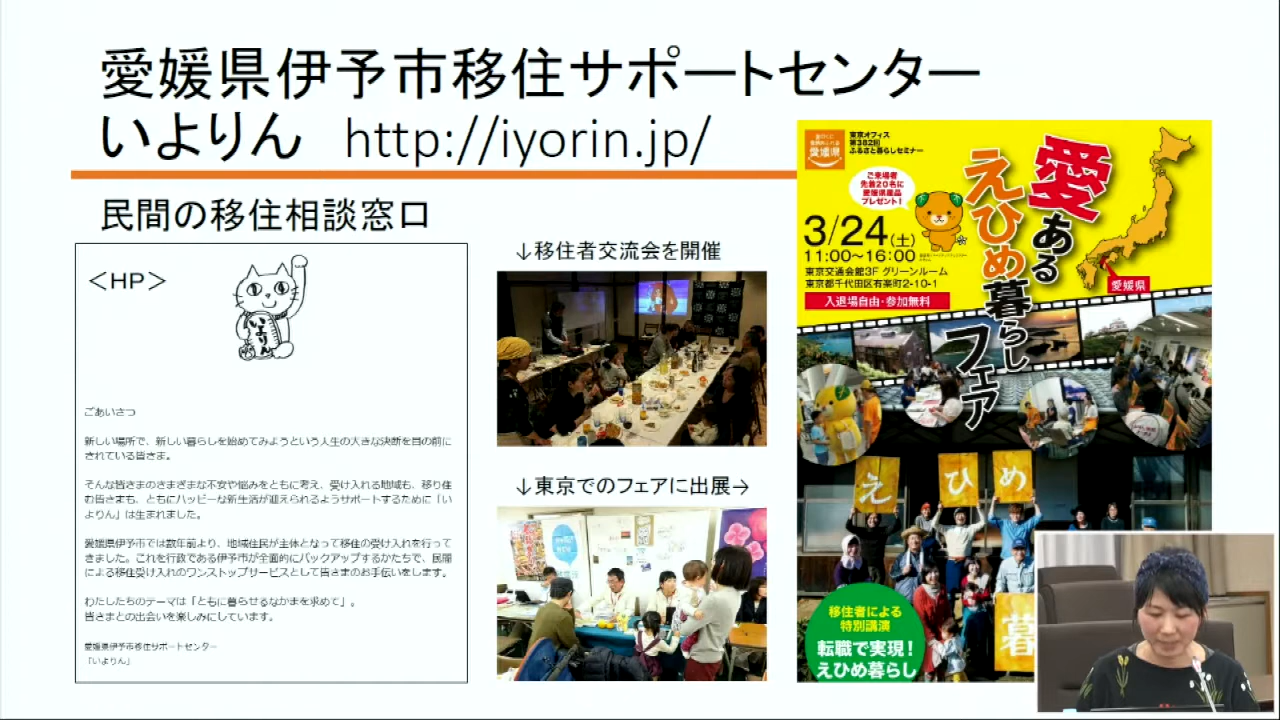 愛媛県伊予市移住サポートセンター
いよりん http://iyorin.jp/
民間の移住相談窓口
＜HP＞
いよりん
ごあいさつ
新しい場所で、新しい暮らしを始めてみようという人生の大きな決断を目の前に
されている皆さま。
そんな皆さまのさまざまな不安や悩みをともに考え、受け入れる地域も、移り住
む皆さまも、ともにハッピーな新生活が迎えられるようサポートするために「い
よりん」は生まれました。
愛媛県伊予市では数年前より、地域住民が主体となって移住の受け入れを行って
きました。これを行政である伊予市が全面的にバックアップするかたちで、民間
による移住受け入れのワンストップサービスとして皆さまのお手伝いをします。
わたしたちのテーマは「ともに暮らせるなかまを求めて」。
皆さまとの出会いを楽しみにしています。
愛媛県伊予市移住サポートセンター
「いよりん」
↓移住者交流会を開催
↓東京でのフェアに出展→
愛媛県
東京オフィス
第382回
ふるさと暮らしセミナー
ご来場者
先着20名に
愛媛県産品
プレゼント！
3/24(土)
11:00～16:00
東京交通会館3F グリーンルーム
東京都千代田区有楽町2-10-1
入退場自由・参加無料
愛ある
えひめ暮らし
フェア
愛媛県
えひめ
暮
移住者による
特別講演
転職で実現！
えひめ暮らし